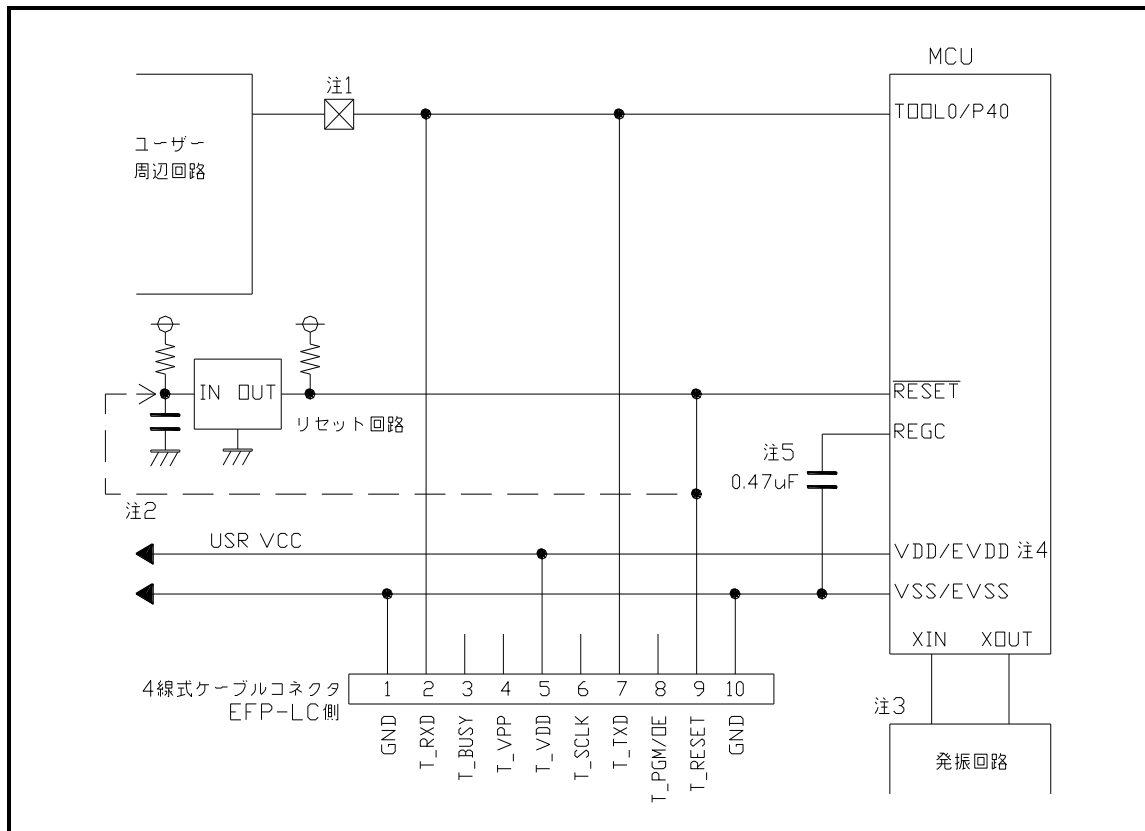 MCU
注1
TOOL0/P40
ユーザー
周辺回路
IN OUT
リセット回路
RESET
REGC
注5
0.47uF
注2
USR VCC
VDD/EVDD 注4
VSS/EVSS
XIN XOUT
4線式ケーブルコネクタ
EFP-LC側
1 2 3 4 5 6 7 8 9 10
GND
T_RXD
T_BUSY
T_VPP
T_VDD
T_SCLK
T_TXD
T_PGM/OE
T_RESET
GND
注3
発振回路